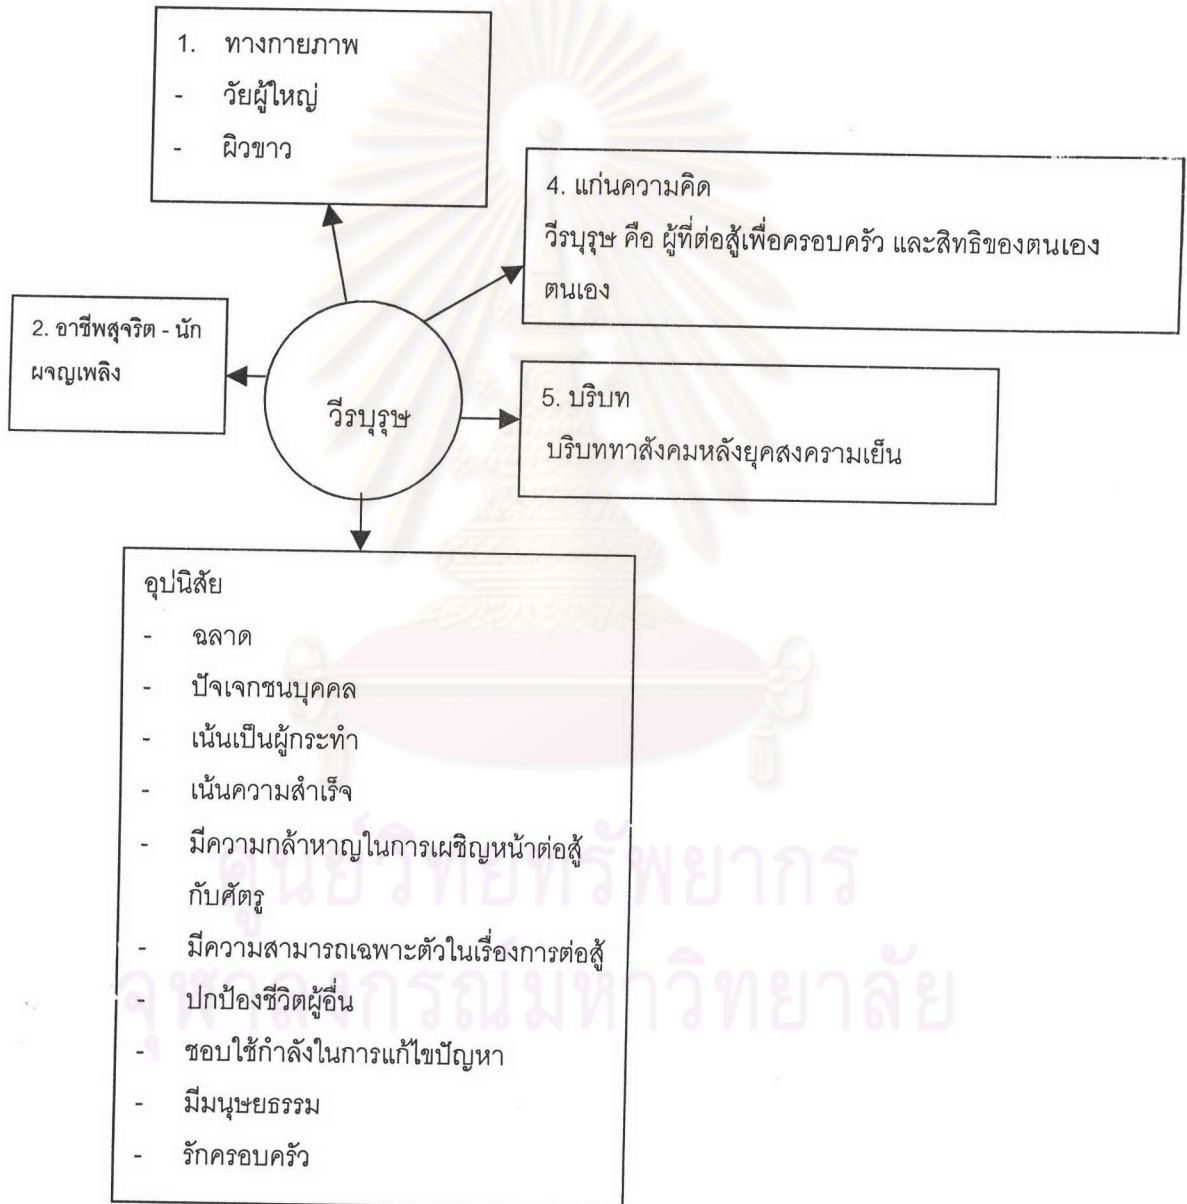 1. ทางกายภาพ
- วัยผู้ใหญ่
- ผิวขาว
4. แก่นความคิด
วีรบุรุษ คือ ผู้ที่ต่อสู้เพื่อครอบครัว และสิทธิของตนเอง
ตนเอง
2. อาชีพสุจริต - นัก
ผจญเพลิง
วีรบุรุษ
5. บริบท
บริบททาสังคมหลังยุคสงครามเย็น
อุปนิสัย
- ฉลาด
- ปัจเจกชนบุคคล
- เน้นเป็นผู้กระทำ
- เน้นความสำเร็จ
- มีความกล้าหาญในการเผชิญหน้าต่อสู้
กับศัตรู
- มีความสามารถเฉพาะตัวในเรื่องการต่อสู้
- ปกป้องชีวิตผู้อื่น
- ชอบใช้กำลังในการแก้ไขปัญหา
- มีมนุษยธรรม
- รักครอบครัว
ศูนย์วิทยทรัพยากร
จุฬาลงกรณ์มหาวิทยาลัย